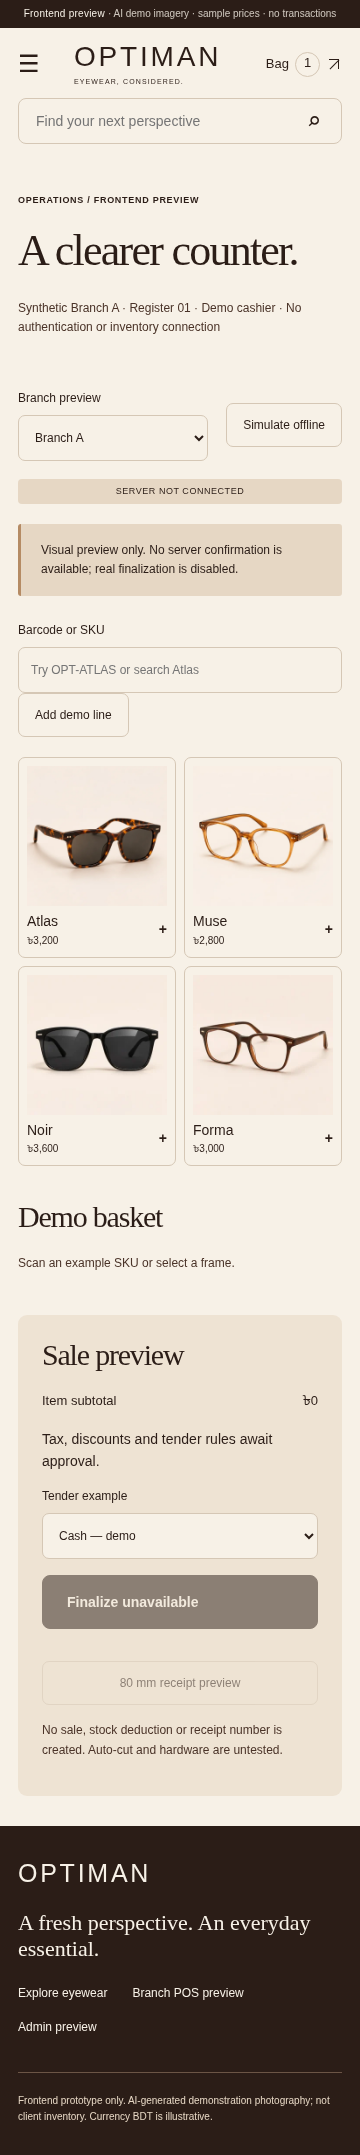 Frontend preview · AI demo imagery · sample prices · no transactions
☰
OPTIMAN
EYEWEAR, CONSIDERED.
Bag 1
Find your next perspective
OPERATIONS / FRONTEND PREVIEW
A clearer counter.
Synthetic Branch A · Register 01 · Demo cashier · No
authentication or inventory connection
Branch preview
Branch A
Simulate offline
SERVER NOT CONNECTED
Visual preview only. No server confirmation is
available; real finalization is disabled.
Barcode or SKU
Try OPT-ATLAS or search Atlas
Add demo line
Atlas
৳3,200
+
Muse
৳2,800
+
Noir
৳3,600
+
Forma
৳3,000
+
Demo basket
Scan an example SKU or select a frame.
Sale preview
Item subtotal ৳0
Tax, discounts and tender rules await
approval.
Tender example
Cash — demo
Finalize unavailable
80 mm receipt preview
No sale, stock deduction or receipt number is
created. Auto-cut and hardware are untested.
OPTIMAN
A fresh perspective. An everyday
essential.
Explore eyewear Branch POS preview
Admin preview
Frontend prototype only. AI-generated demonstration photography; not
client inventory. Currency BDT is illustrative.